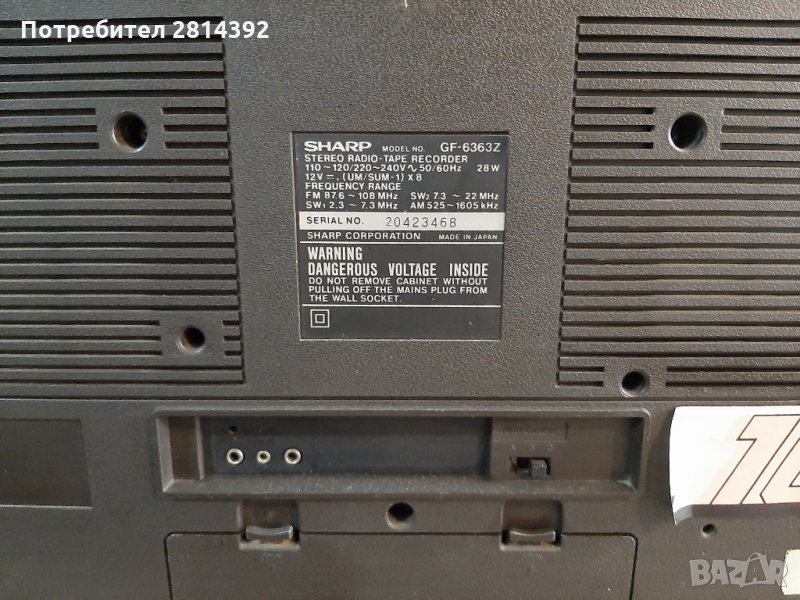 Потребител 2814392
SHARP MODEL NO. GF-6363Z
STEREO RADIO-TAPE RECORDER
110~120/220~240V∿50/60Hz 28W
12V⎓. (UM/SUM-1) X 8
FREQUENCY RANGE
FM 87.6 ~ 108 MHz SW2 7.3 ~ 22 MHz
SW1 2.3 ~ 7.3 MHz AM 525 ~ 1605 kHz
SERIAL NO. 20423468
SHARP CORPORATION MADE IN JAPAN
WARNING
DANGEROUS VOLTAGE INSIDE
DO NOT REMOVE CABINET WITHOUT
PULLING OFF THE MAINS PLUG FROM
THE WALL SOCKET.
BEAT CANCEL
A B C
BAZAR